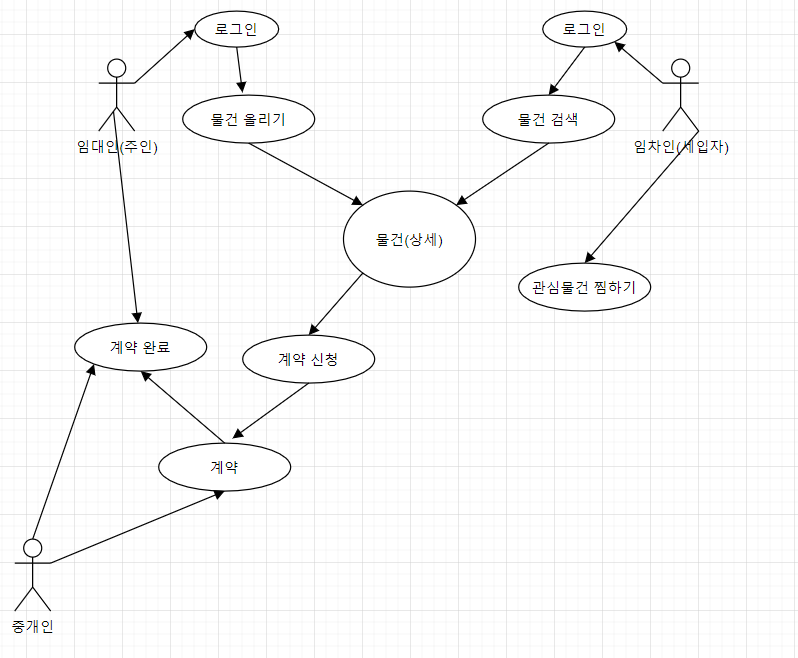 로그인
로그인
물건 올리기
물건 검색
임대인(주인)
임차인(세입자)
물건(상세)
관심물건 찜하기
계약 완료
계약 신청
계약
중개인